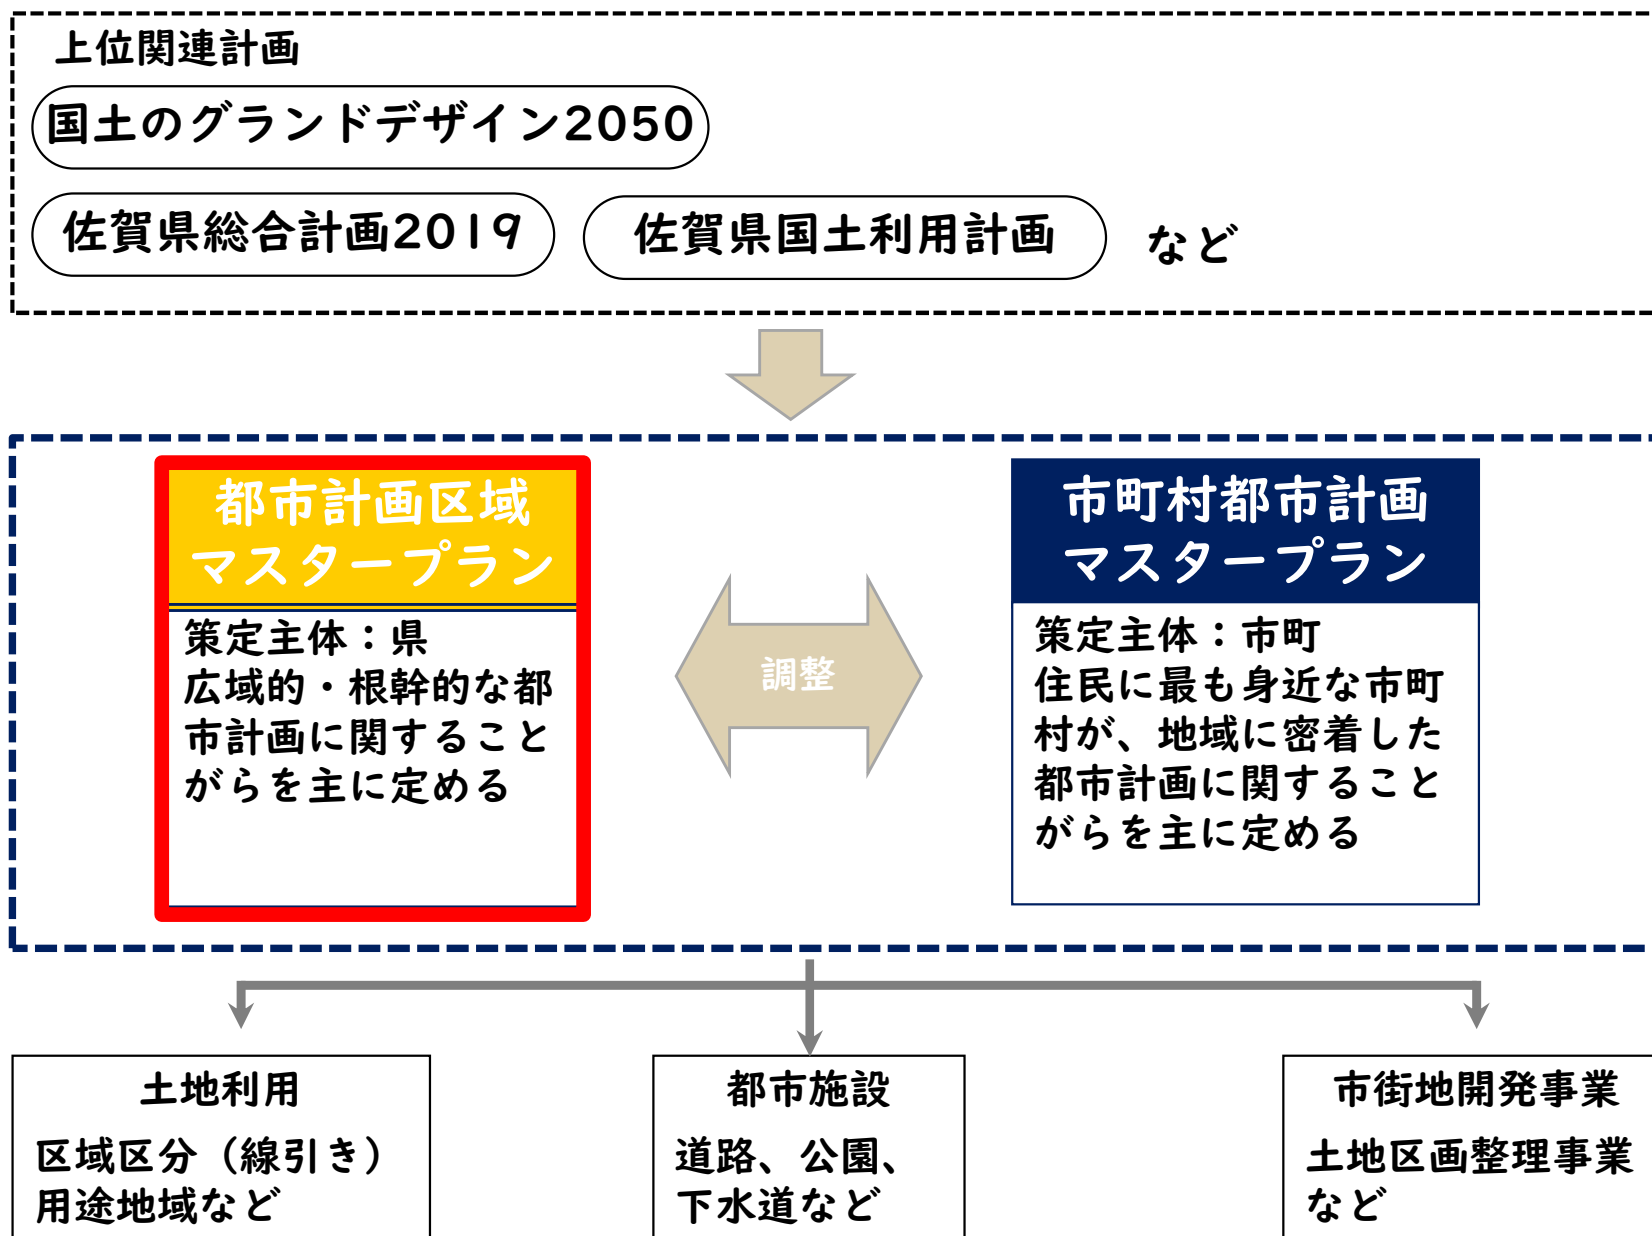 上位関連計画
国土のグランドデザイン2050
佐賀県総合計画2019
佐賀県国土利用計画
など
都市計画区域
マスタープラン
策定主体：県
広域的・根幹的な都
市計画に関すること
がらを主に定める
調整
市町村都市計画
マスタープラン
策定主体：市町
住民に最も身近な市町
村が、地域に密着した
都市計画に関すること
がらを主に定める
土地利用
区域区分（線引き）
用途地域など
都市施設
道路、公園、
下水道など
市街地開発事業
土地区画整理事業
など